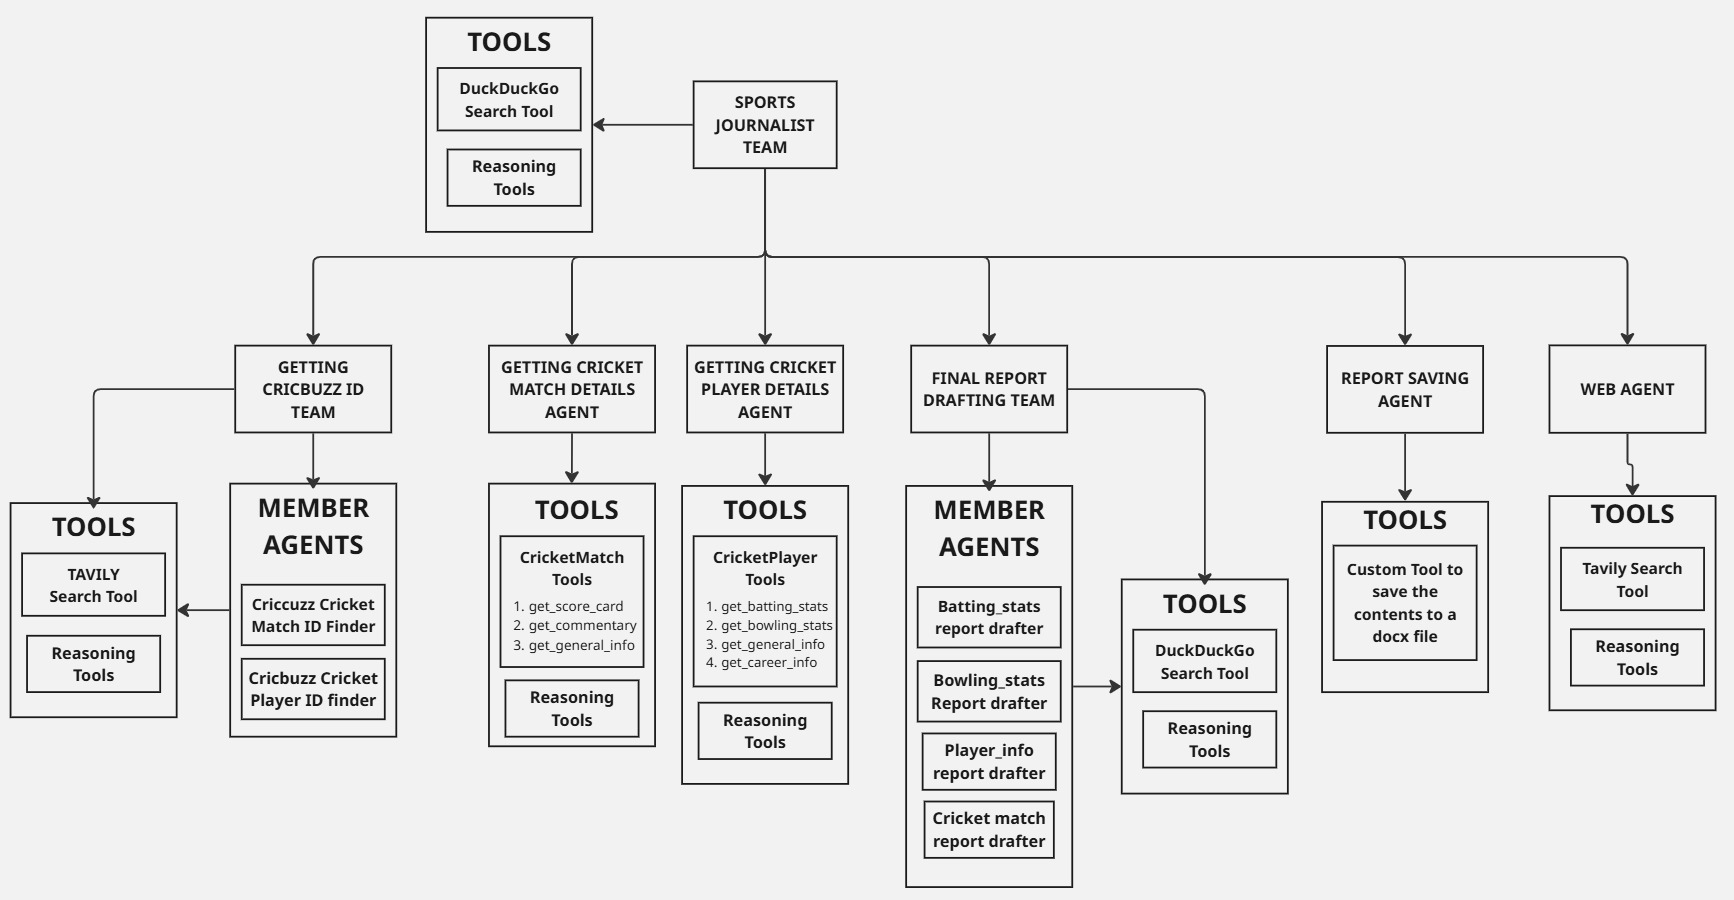 TOOLS
DuckDuckGo
Search Tool
Reasoning
Tools
SPORTS
JOURNALIST
TEAM
GETTING
CRICBUZZ ID
TEAM
GETTING CRICKET
MATCH DETAILS
AGENT
GETTING CRICKET
PLAYER DETAILS
AGENT
FINAL REPORT
DRAFTING TEAM
REPORT SAVING
AGENT
WEB AGENT
TOOLS
TAVILY
Search Tool
Reasoning
Tools
MEMBER
AGENTS
Criccuzz Cricket
Match ID Finder
Cricbuzz Cricket
Player ID finder
TOOLS
CricketMatch
Tools
1. get_score_card
2. get_commentary
3. get_general_info
Reasoning
Tools
TOOLS
CricketPlayer
Tools
1. get_batting_stats
2. get_bowling_stats
3. get_general_info
4. get_career_info
Reasoning
Tools
MEMBER
AGENTS
Batting_stats
report drafter
Bowling_stats
Report drafter
Player_info
report drafter
Cricket match
report drafter
TOOLS
DuckDuckGo
Search Tool
Reasoning
Tools
TOOLS
Custom Tool to
save the
contents to a
docx file
TOOLS
Tavily Search
Tool
Reasoning
Tools